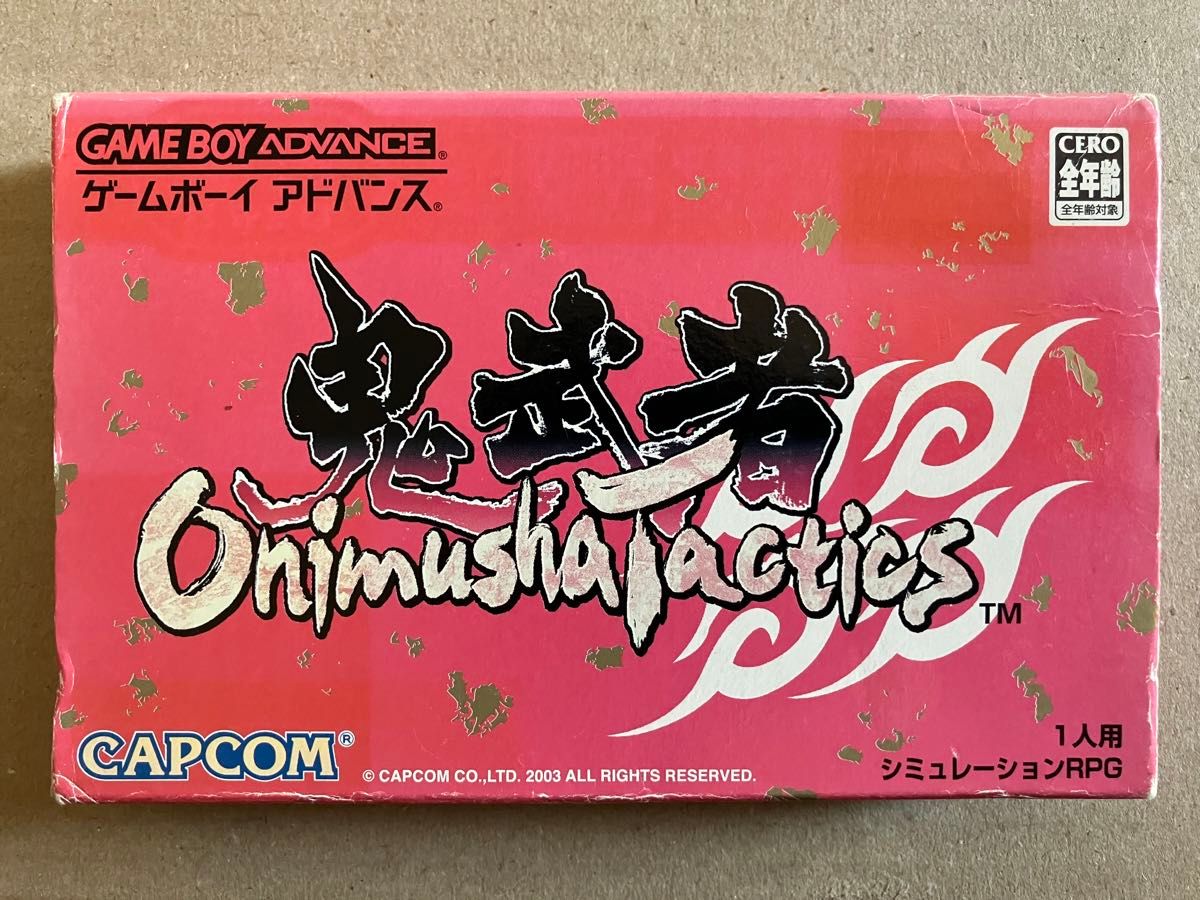 GAME BOY ADVANCE®
ゲームボーイ アドバンス®
CERO
全年齢
全年齢対象
鬼武者
Onimusha Tactics™
CAPCOM®
© CAPCOM CO.,LTD. 2003 ALL RIGHTS RESERVED.
1人用
シミュレーションRPG